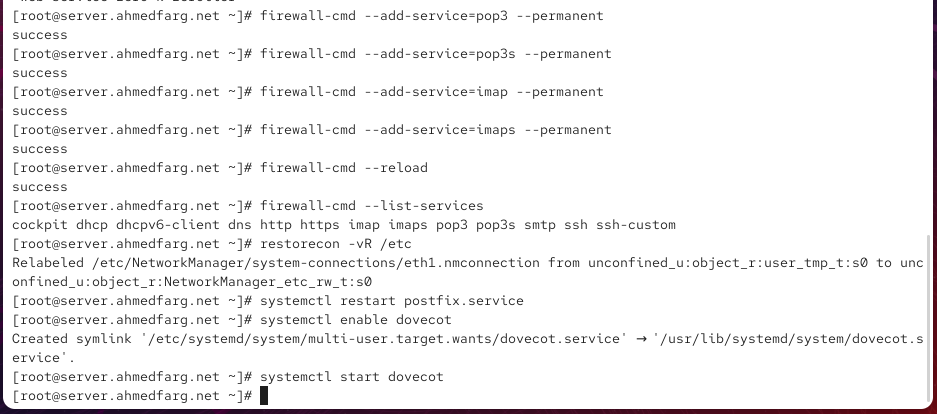 [root@server.ahmedfarg.net ~]# firewall-cmd --add-service=pop3 --permanent
success
[root@server.ahmedfarg.net ~]# firewall-cmd --add-service=pop3s --permanent
success
[root@server.ahmedfarg.net ~]# firewall-cmd --add-service=imap --permanent
success
[root@server.ahmedfarg.net ~]# firewall-cmd --add-service=imaps --permanent
success
[root@server.ahmedfarg.net ~]# firewall-cmd --reload
success
[root@server.ahmedfarg.net ~]# firewall-cmd --list-services
cockpit dhcp dhcpv6-client dns http https imap imaps pop3 pop3s smtp ssh ssh-custom
[root@server.ahmedfarg.net ~]# restorecon -vR /etc
Relabeled /etc/NetworkManager/system-connections/eth1.nmconnection from unconfined_u:object_r:user_tmp_t:s0 to unc
onfined_u:object_r:NetworkManager_etc_rw_t:s0
[root@server.ahmedfarg.net ~]# systemctl restart postfix.service
[root@server.ahmedfarg.net ~]# systemctl enable dovecot
Created symlink '/etc/systemd/system/multi-user.target.wants/dovecot.service' → '/usr/lib/systemd/system/dovecot.s
ervice'.
[root@server.ahmedfarg.net ~]# systemctl start dovecot
[root@server.ahmedfarg.net ~]#